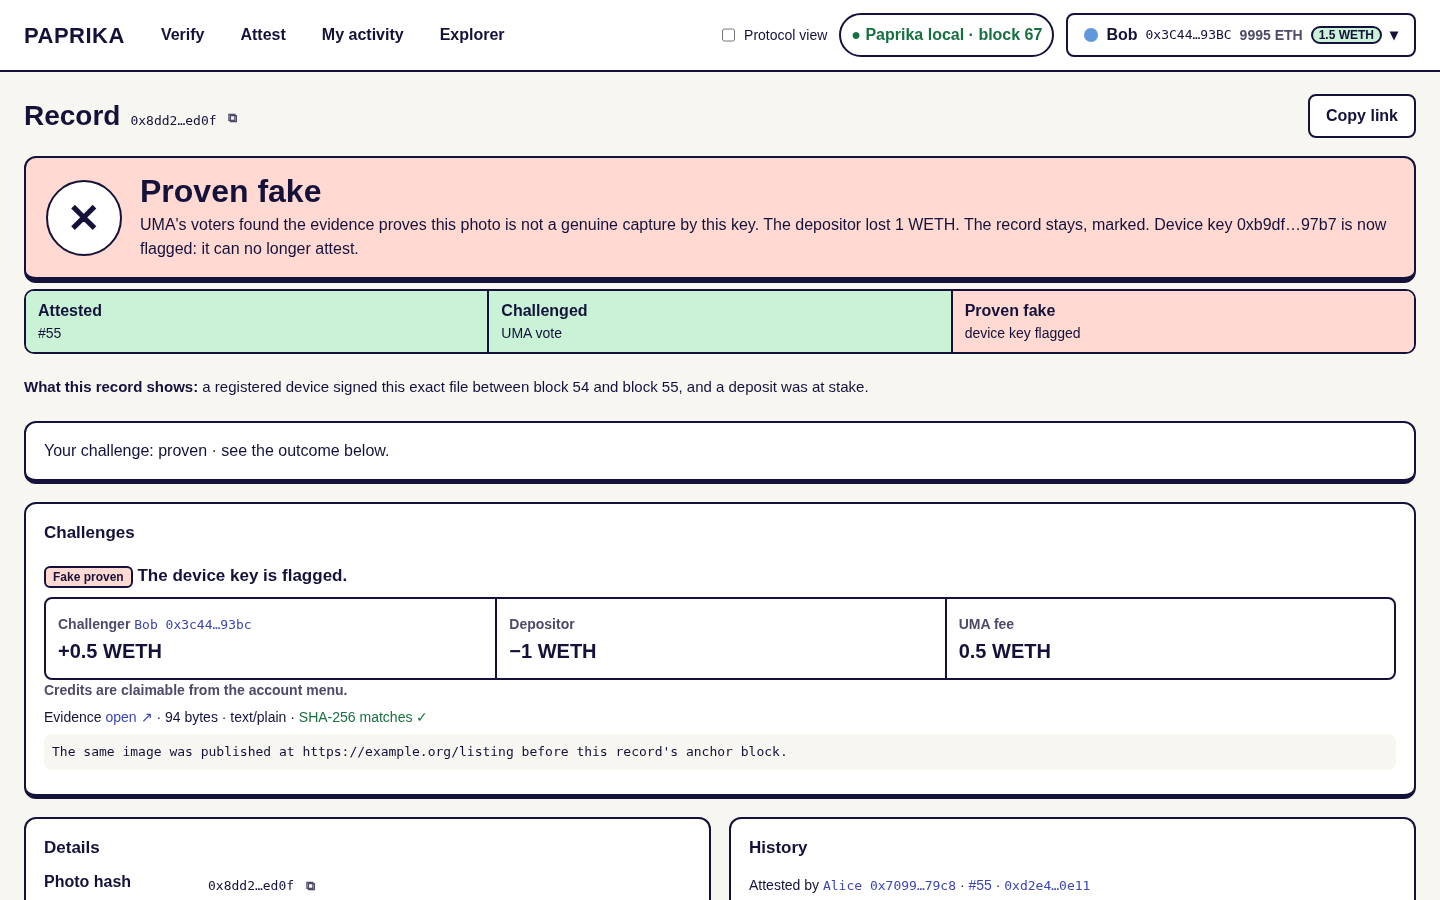 PAPRIKA Verify Attest My activity Explorer Protocol view ● Paprika local · block 67 Bob 0x3C44…93BC 9995 ETH 1.5 WETH ▼
Record 0x8dd2…ed0f ⧉ Copy link
✕ Proven fake
UMA's voters found the evidence proves this photo is not a genuine capture by this key. The depositor lost 1 WETH. The record stays, marked. Device key 0xb9df…97b7 is now
flagged: it can no longer attest.
Attested Challenged Proven fake
#55 UMA vote device key flagged
What this record shows: a registered device signed this exact file between block 54 and block 55, and a deposit was at stake.
Your challenge: proven · see the outcome below.
Challenges
Fake proven The device key is flagged.
Challenger Bob 0x3c44…93bc Depositor UMA fee
+0.5 WETH −1 WETH 0.5 WETH
Credits are claimable from the account menu.
Evidence open ↗ · 94 bytes · text/plain · SHA-256 matches ✓
The same image was published at https://example.org/listing before this record's anchor block.
Details History
Photo hash 0x8dd2…ed0f ⧉ Attested by Alice 0x7099…79c8 · #55 · 0xd2e4…0e11